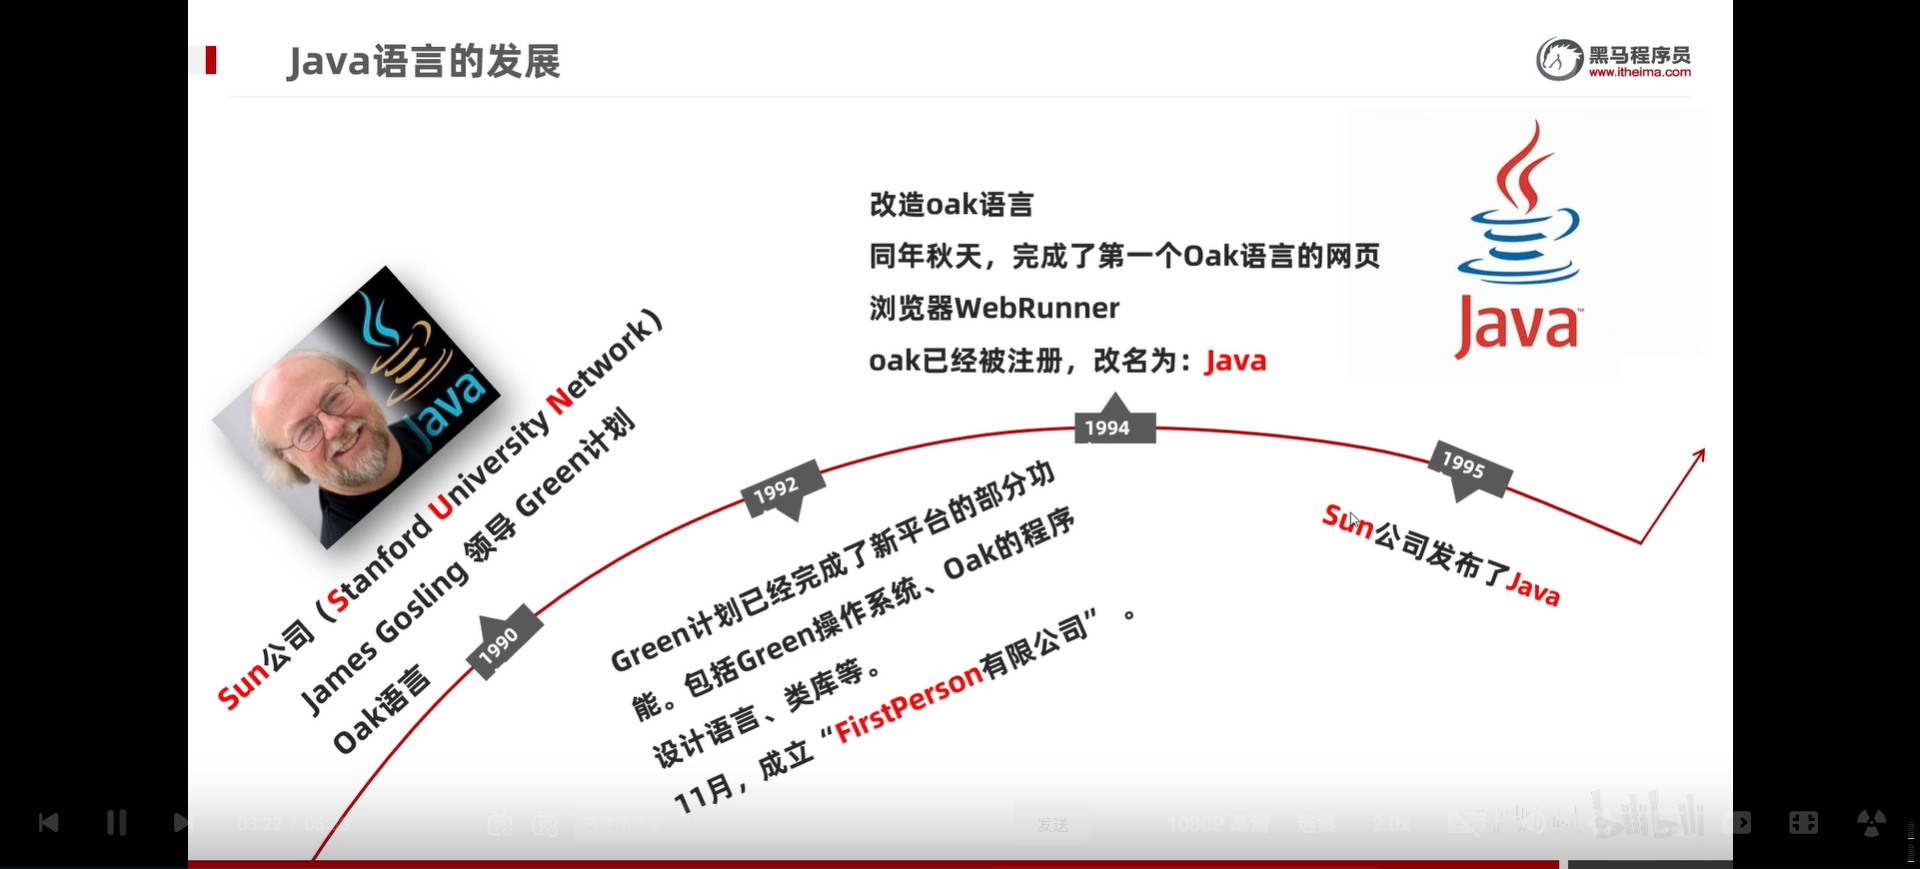 Java语言的发展
黑马程序员
www.itheima.com
改造oak语言
同年秋天，完成了第一个Oak语言的网页
浏览器WebRunner
oak已经被注册，改名为：Java
Java™
Java
Sun公司（Stanford University Network）
James Gosling 领导 Green计划
Oak语言
1990
1992
1994
1995
Green计划已经完成了新平台的部分功
能。包括Green操作系统、Oak的程序
设计语言、类库等。
11月，成立“FirstPerson有限公司” 。
Sun公司发布了Java
发送
1080P 高清
选集
2.0x
bilibili